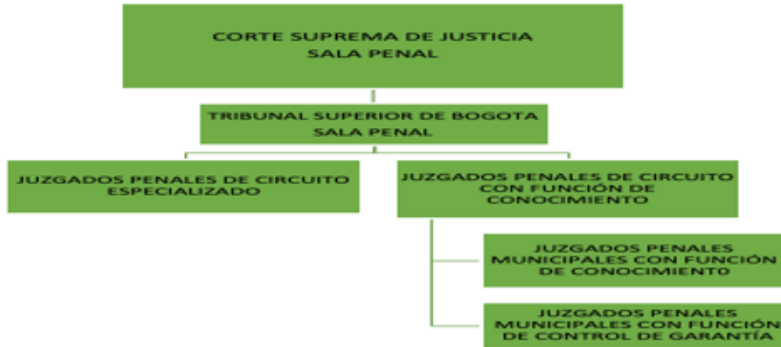 CORTE SUPREMA DE JUSTICIA
SALA PENAL
TRIBUNAL SUPERIOR DE BOGOTA
SALA PENAL
JUZGADOS PENALES DE CIRCUITO
ESPECIALIZADO
JUZGADOS PENALES DE CIRCUITO
CON FUNCIÓN DE
CONOCIMIENTO
JUZGADOS PENALES
MUNICIPALES CON FUNCIÓN
DE CONOCIMIENT0
JUZGADOS PENALES
MUNICIPALES CON FUNCIÓN
DE CONTROL DE GARANTÍA